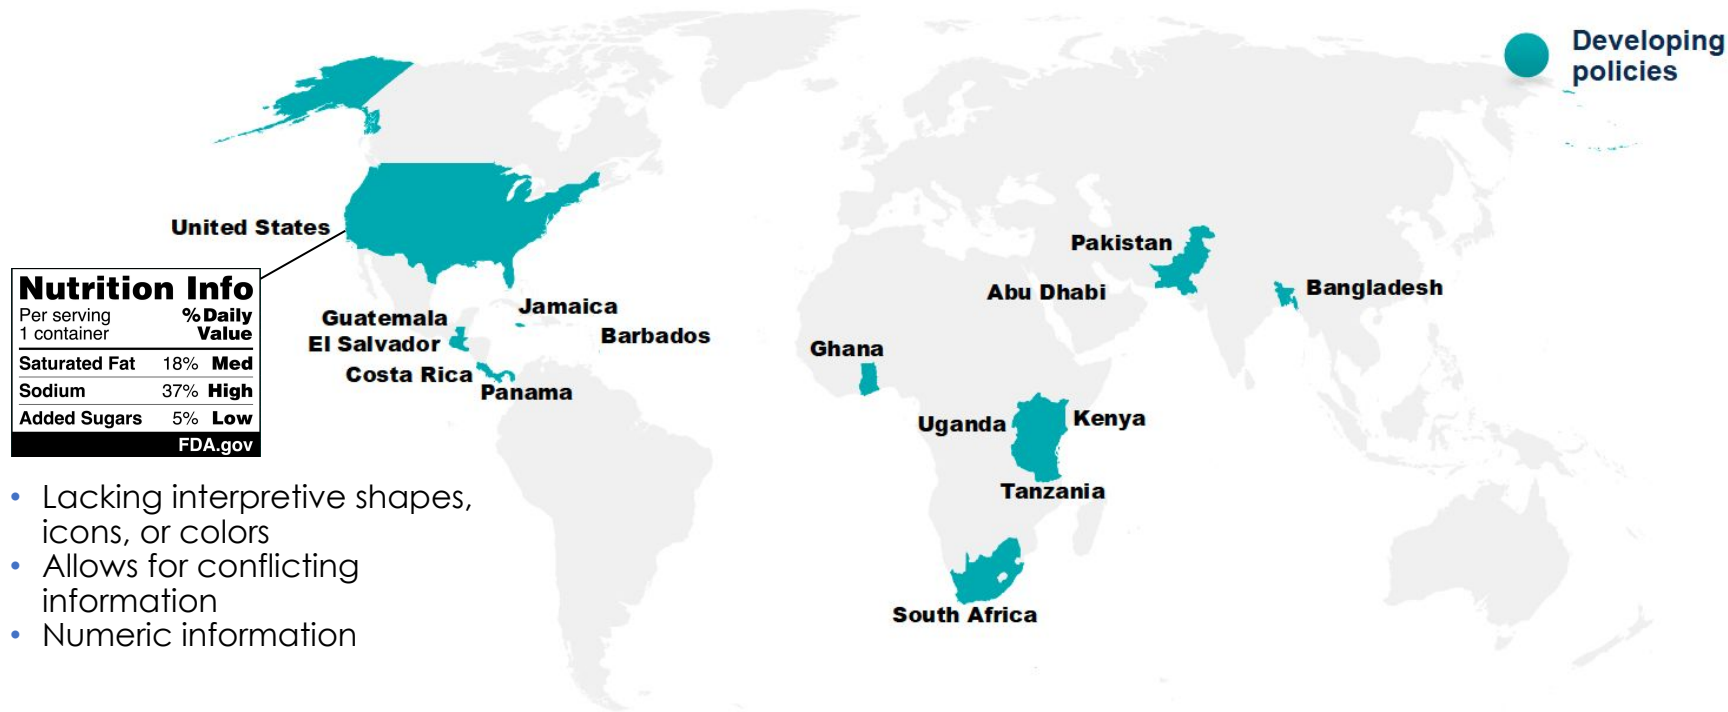 Developing
policies
United States
Nutrition Info
Per serving
1 container
% Daily
Value
Saturated Fat 18% Med
Sodium 37% High
Added Sugars 5% Low
FDA.gov
Guatemala
El Salvador
Costa Rica
Panama
Jamaica
Barbados
Pakistan
Abu Dhabi
Bangladesh
Ghana
Uganda
Kenya
Tanzania
South Africa
• Lacking interpretive shapes,
icons, or colors
• Allows for conflicting
information
• Numeric information